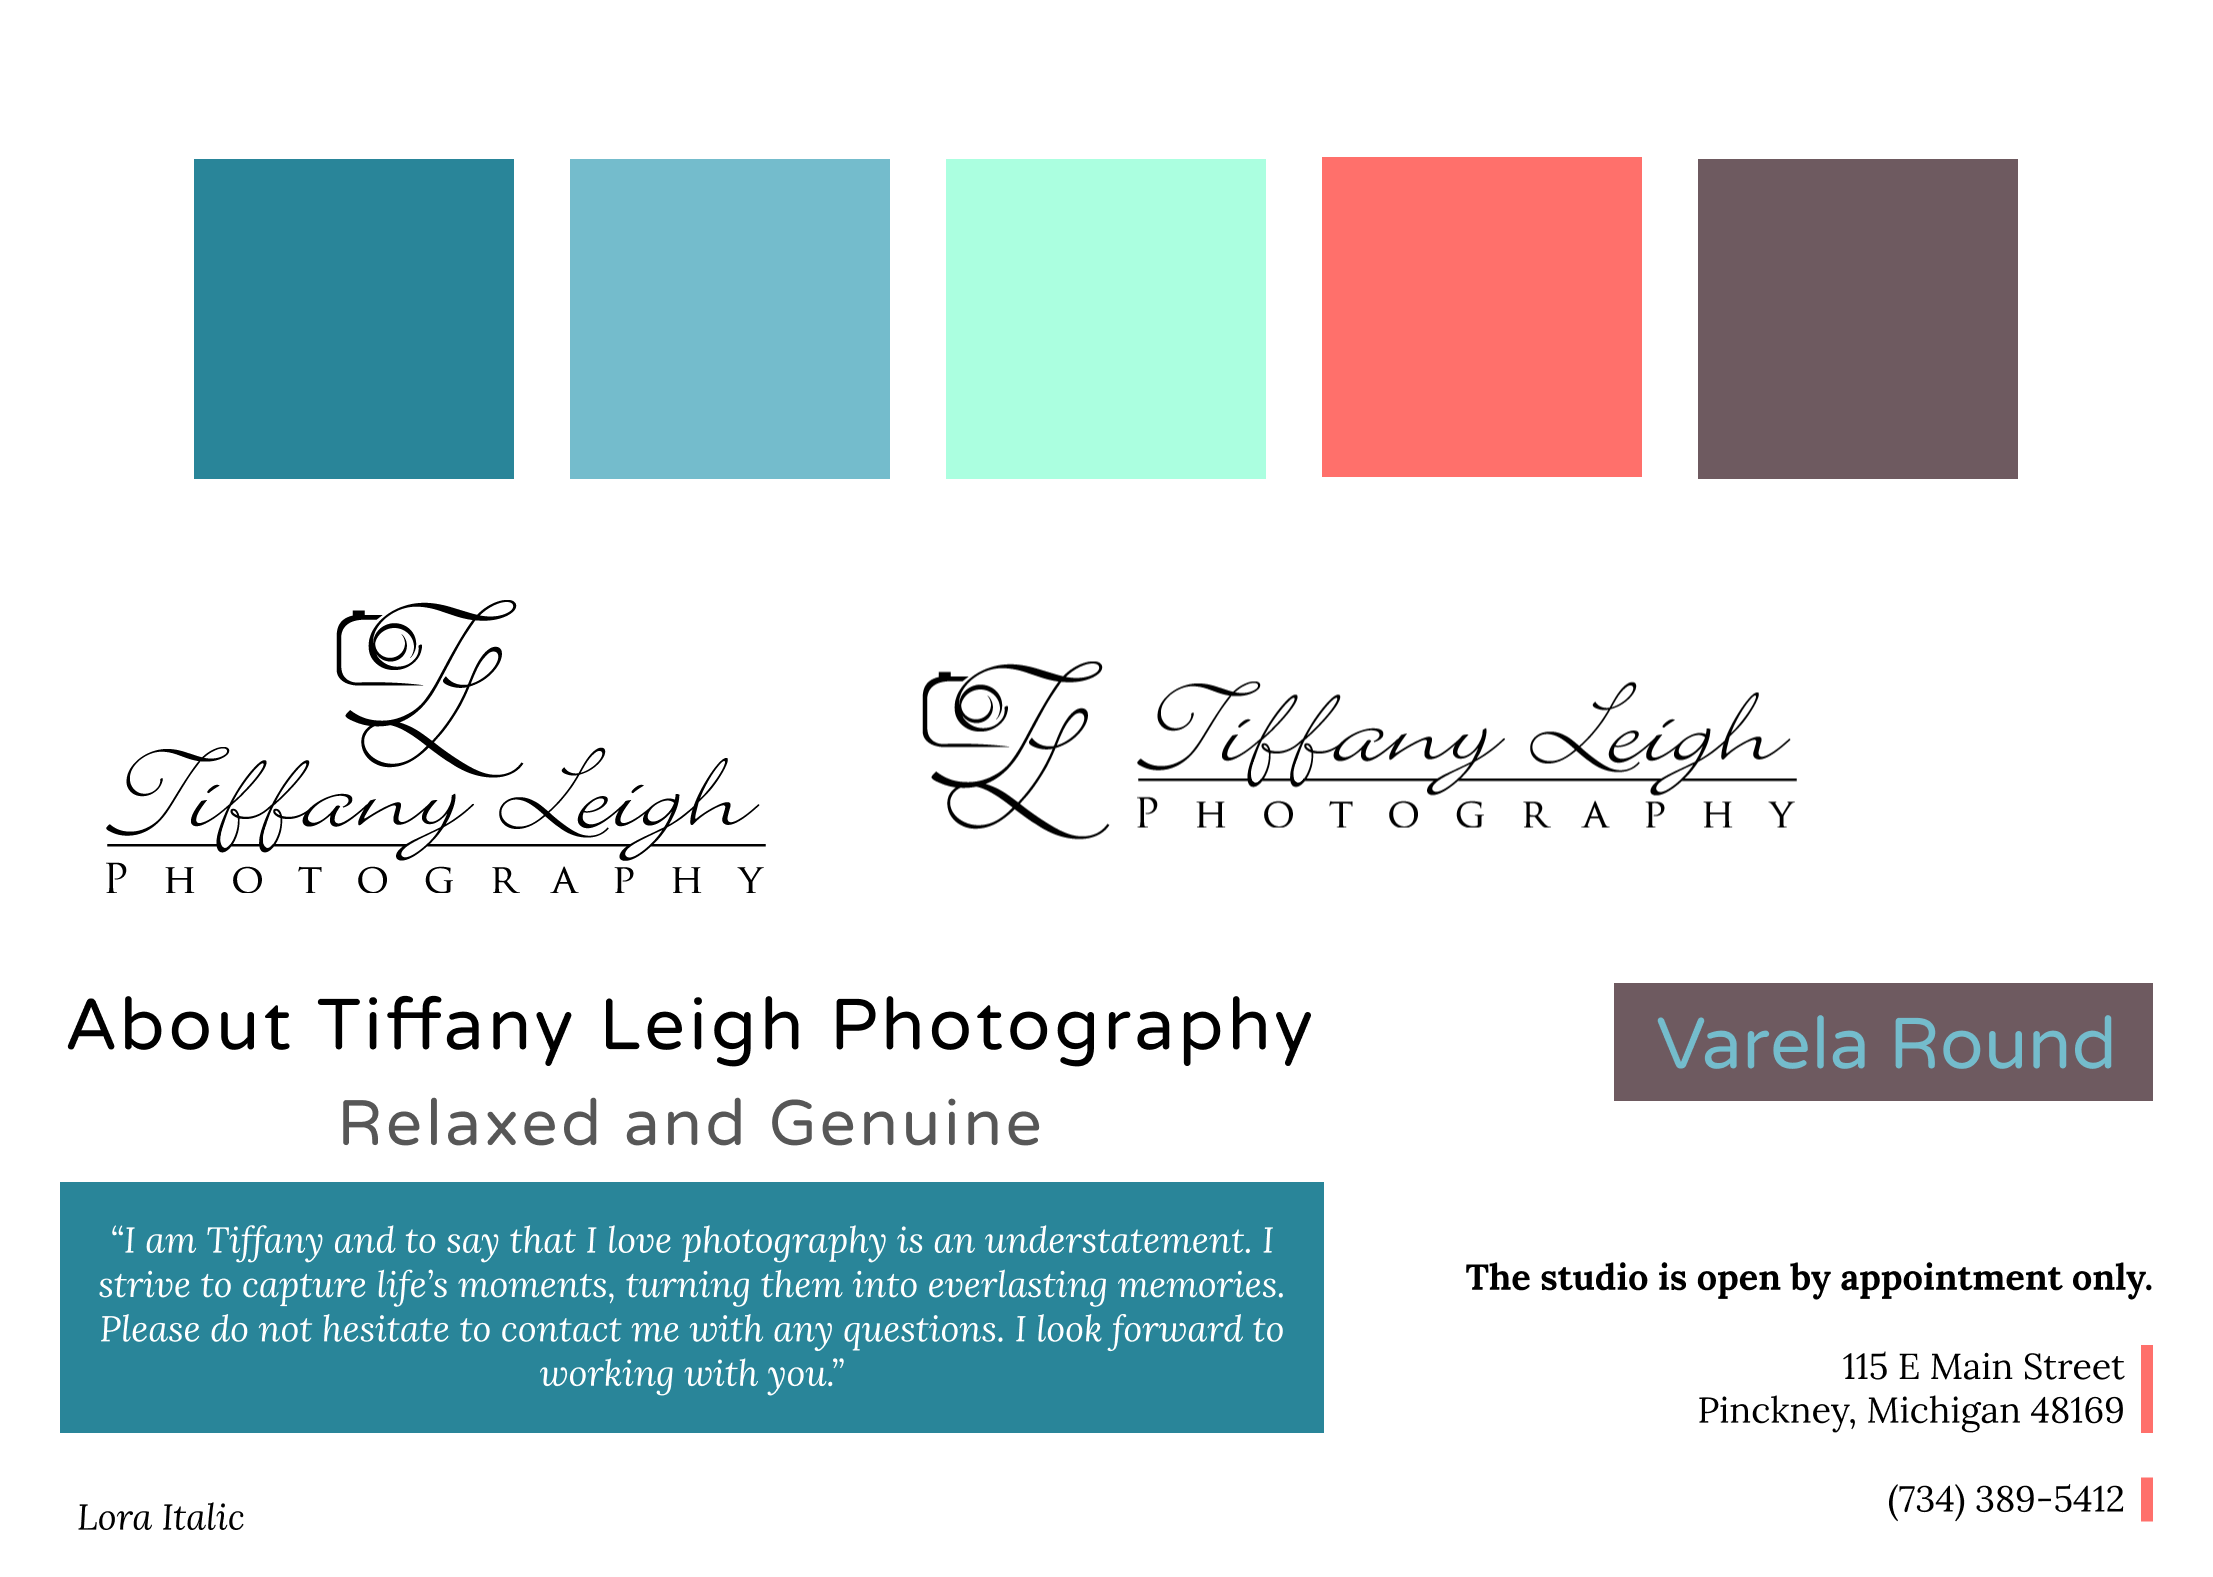 Tiffany Leigh
PHOTOGRAPHY
Tiffany Leigh
PHOTOGRAPHY
About Tiffany Leigh Photography
Relaxed and Genuine
Varela Round
“I am Tiffany and to say that I love photography is an understatement. I
strive to capture life’s moments, turning them into everlasting memories.
Please do not hesitate to contact me with any questions. I look forward to
working with you.”
Lora Italic
The studio is open by appointment only.
115 E Main Street
Pinckney, Michigan 48169
(734) 389-5412